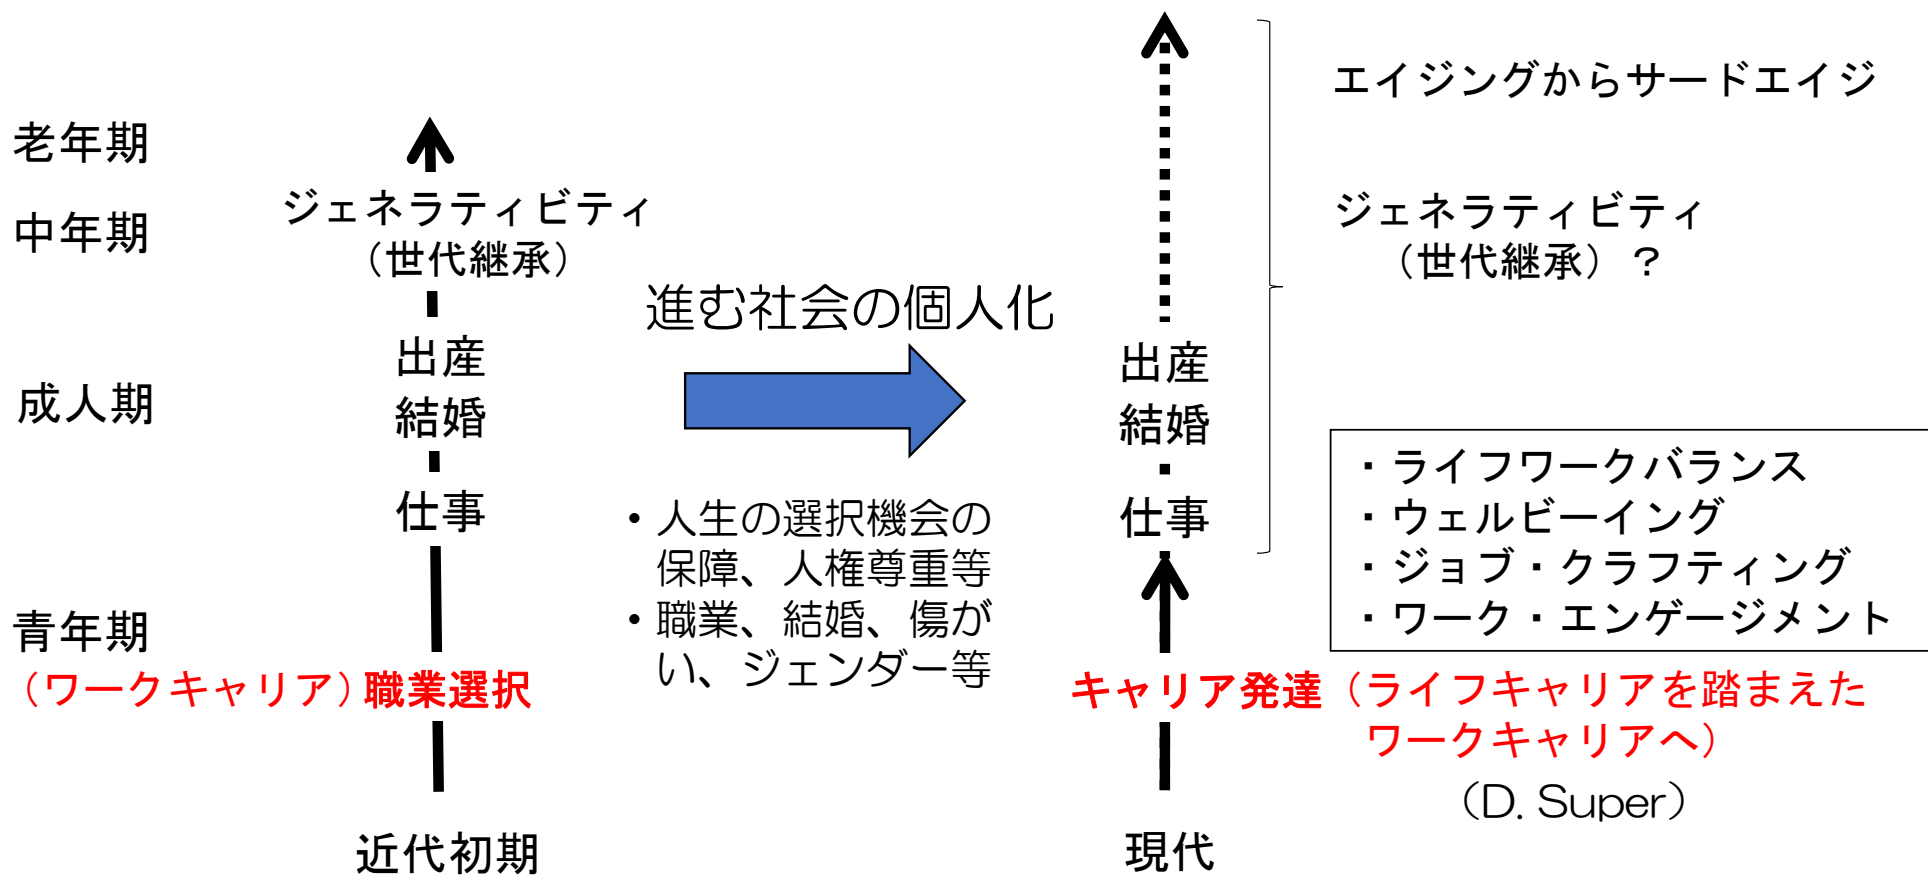 老年期
中年期
成人期
青年期
（ワークキャリア）職業選択
ジェネラティビティ
（世代継承）
出産
結婚
仕事
近代初期
進む社会の個人化
・人生の選択機会の
保障、人権尊重等
・職業、結婚、傷が
い、ジェンダー等
出産
結婚
仕事
現代
エイジングからサードエイジ
ジェネラティビティ
（世代継承）？
・ライフワークバランス
・ウェルビーイング
・ジョブ・クラフティング
・ワーク・エンゲージメント
キャリア発達（ライフキャリアを踏まえた
ワークキャリアへ）
（D. Super）